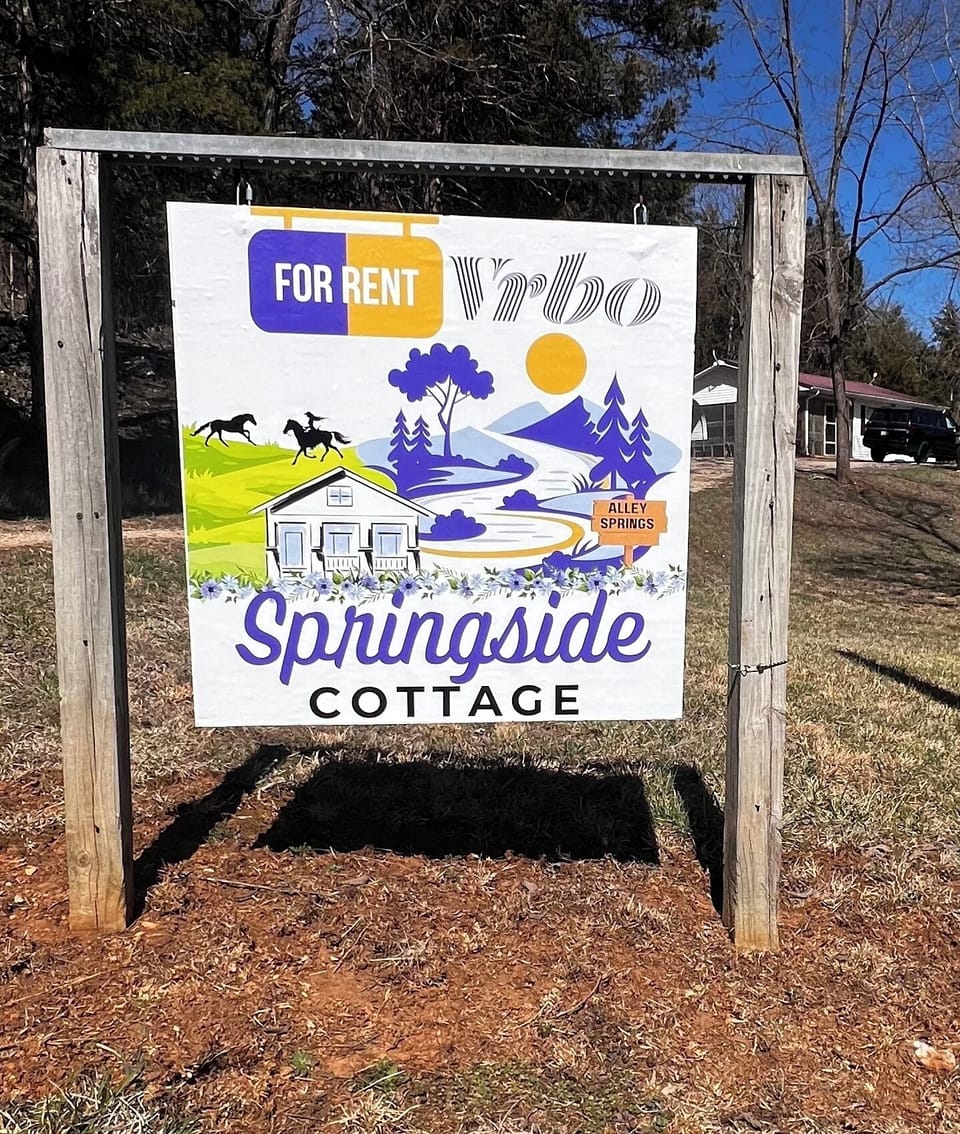 FOR RENT
Vrbo
ALLEY
SPRINGS
Springside
COTTAGE